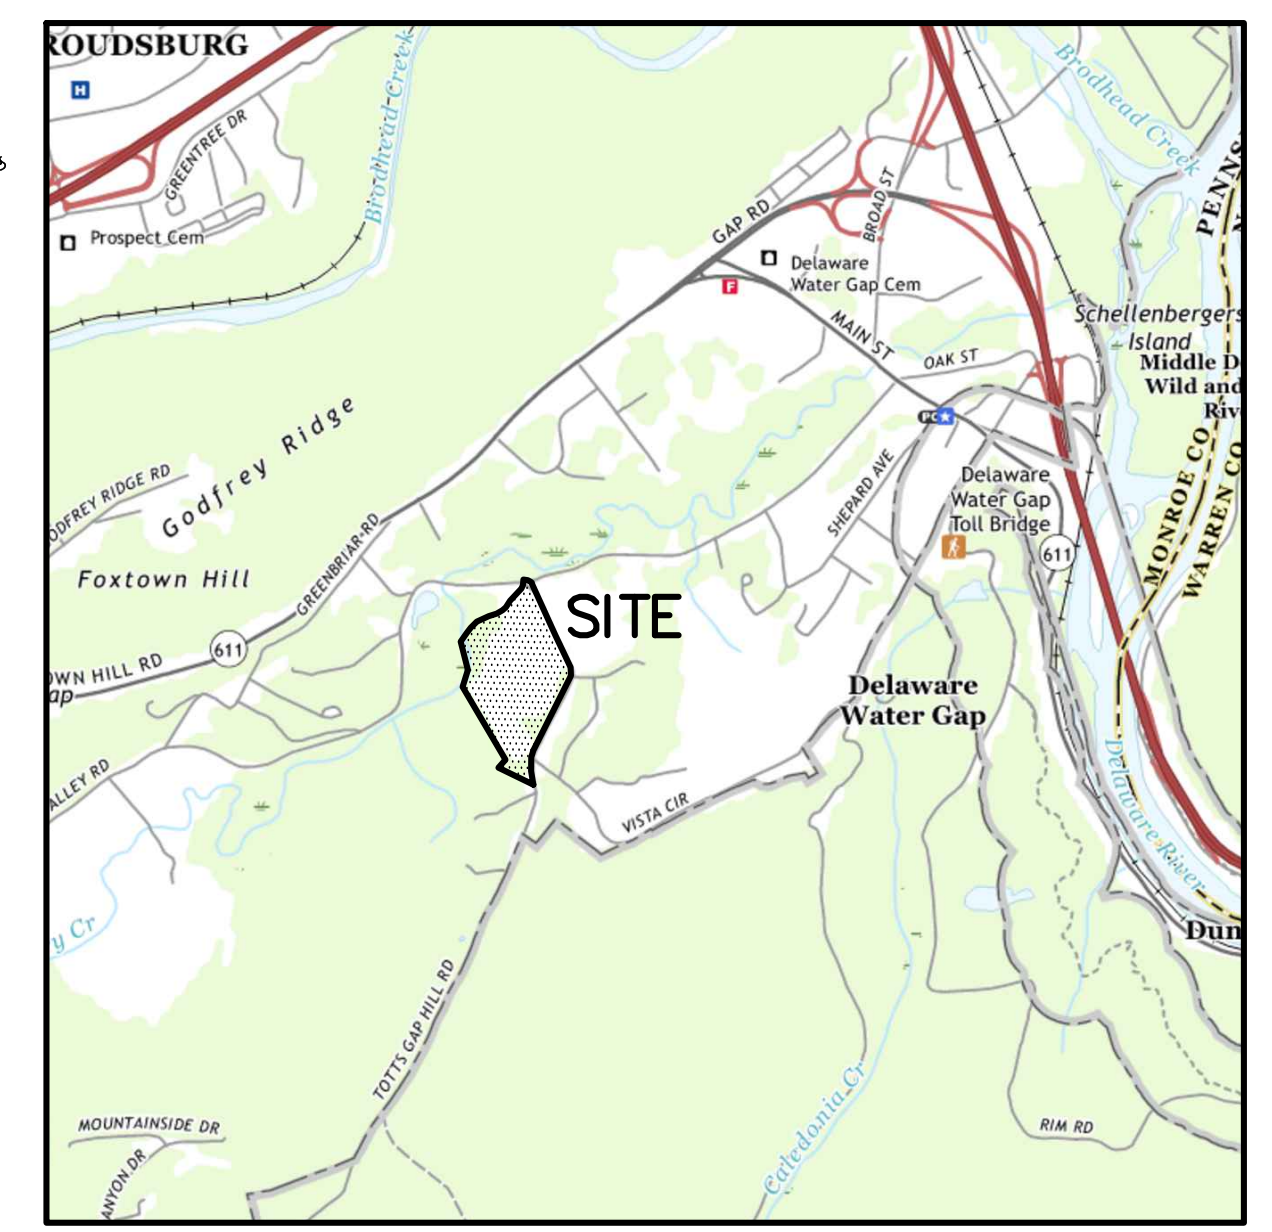 ROUDSBURG
H
Brodhead Creek
Brodhead Creek
GREENTREE DR
PENNS
Prospect Cem
GAP RD
BROAD ST
Delaware
Water Gap Cem
F
MAIN ST
Schellenbergers
Island
OAK ST
Middle D
Wild and
Riv
PO
Godfrey Ridge
ODFREY RIDGE RD
SHEPARD AVE
Delaware
Water Gap
Toll Bridge
MONROE CO
WARREN CO
611
GREENBRIAR RD
Foxtown Hill
SITE
611
OWN HILL RD
ap
Delaware
Water Gap
ALLEY RD
VISTA CIR
Delaware River
y Cr
Dun
TOTTS GAP HILL RD
Caledonia Cr
MOUNTAINSIDE DR
RIM RD
ANYON DR